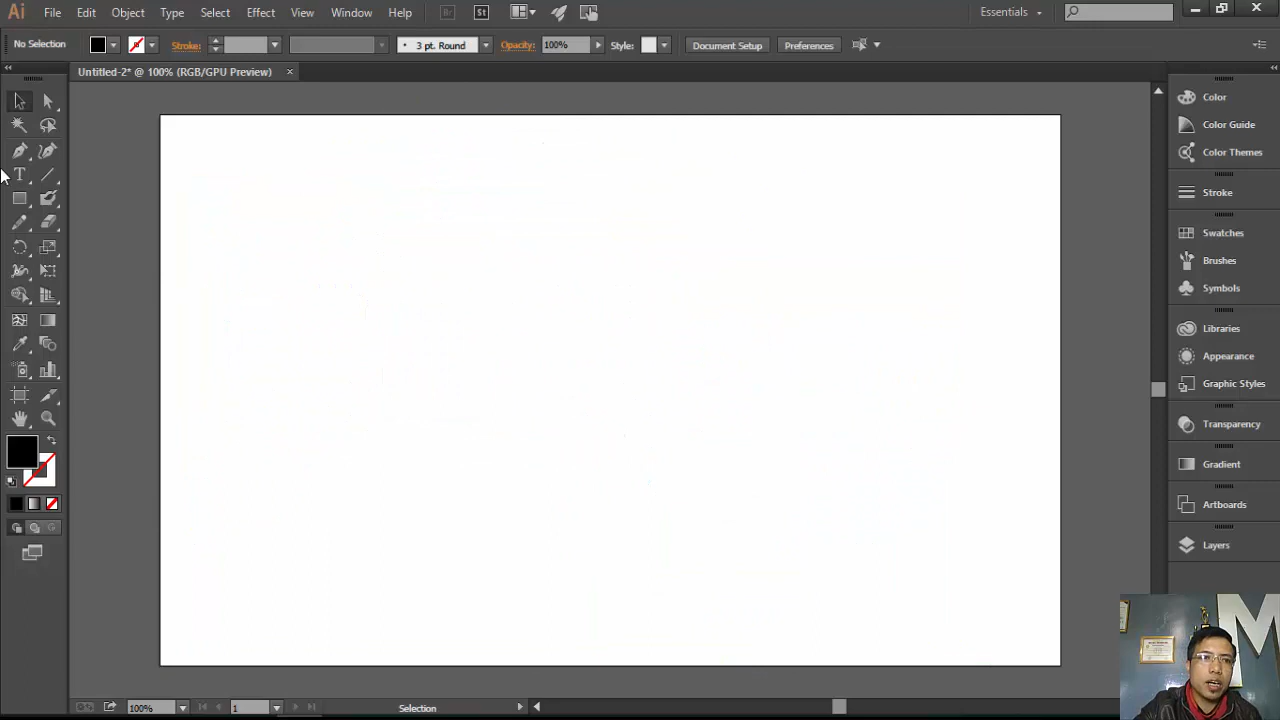 Ai File Edit Object Type Select Effect View Window Help Br St Essentials
No Selection Stroke: 3 pt. Round Opacity: 100% Style: Document Setup Preferences
Untitled-2* @ 100% (RGB/GPU Preview)
Color
Color Guide
Color Themes
Stroke
Swatches
Brushes
Symbols
Libraries
Appearance
Graphic Styles
Transparency
Gradient
Artboards
Layers
T
M
100% 1 Selection